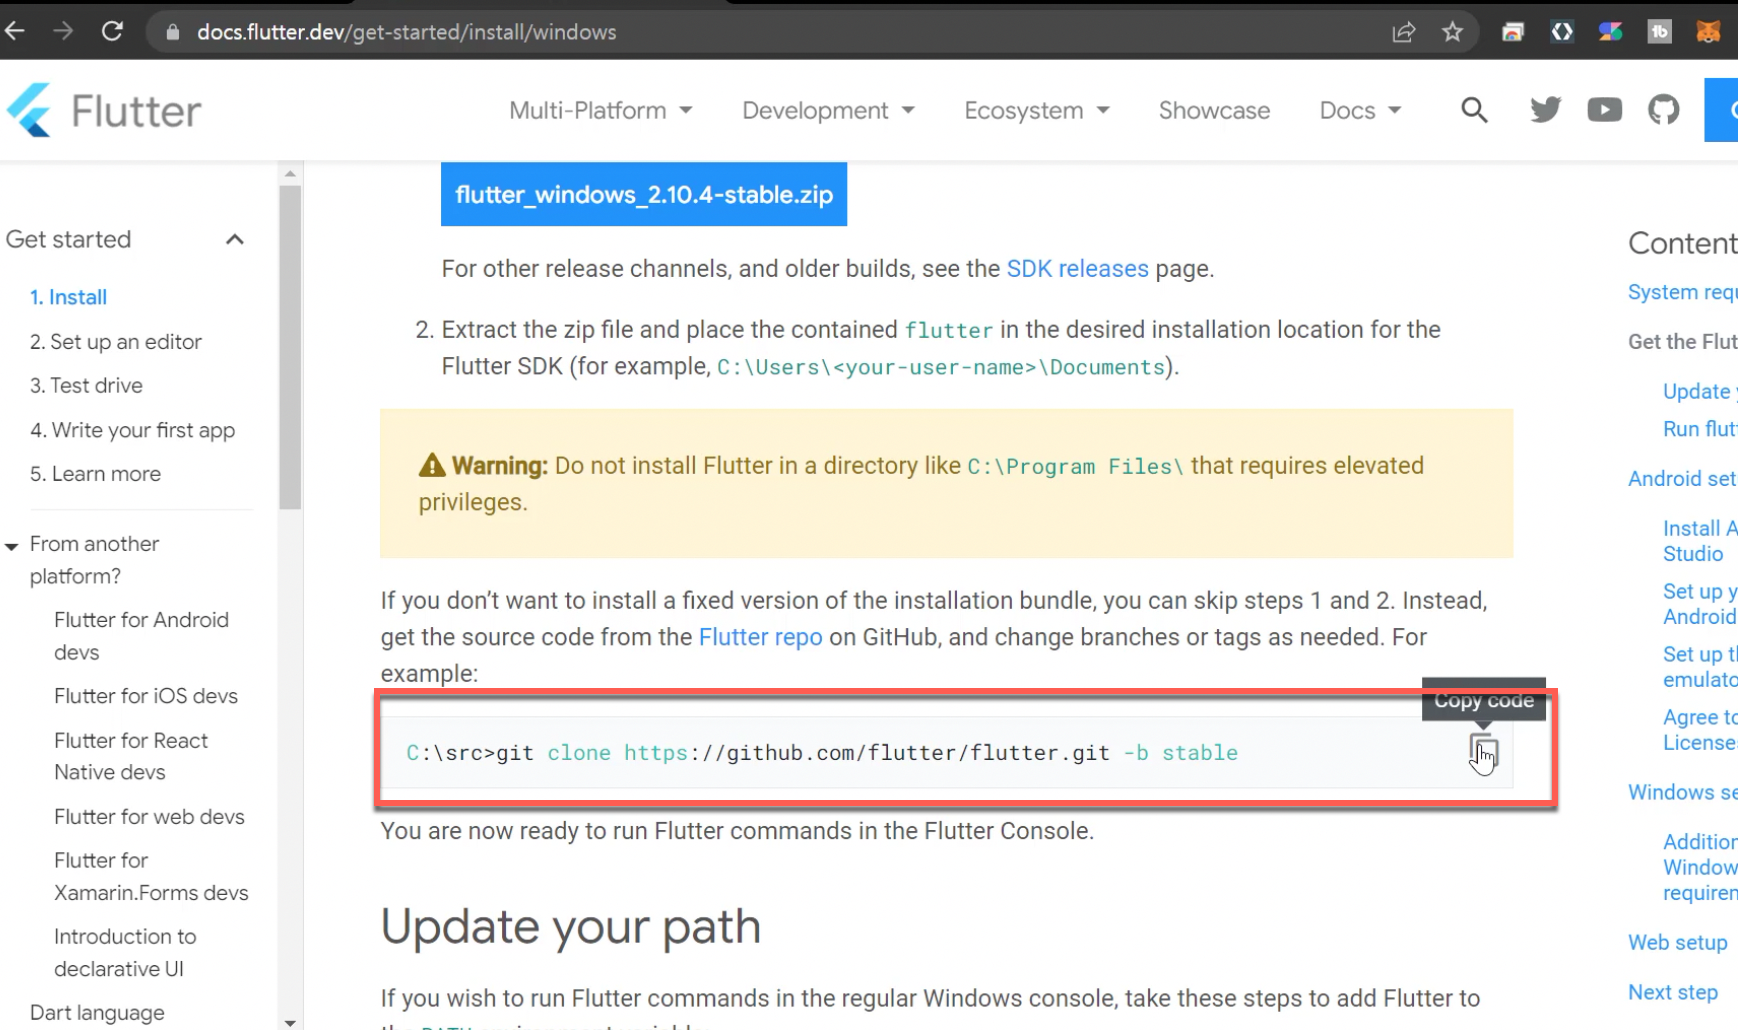 docs.flutter.dev/get-started/install/windows
Flutter
Multi-Platform
Development
Ecosystem
Showcase
Docs
Get started
1. Install
2. Set up an editor
3. Test drive
4. Write your first app
5. Learn more
From another
platform?
Flutter for Android
devs
Flutter for iOS devs
Flutter for React
Native devs
Flutter for web devs
Flutter for
Xamarin.Forms devs
Introduction to
declarative UI
Dart language
flutter_windows_2.10.4-stable.zip
For other release channels, and older builds, see the SDK releases page.
2. Extract the zip file and place the contained flutter in the desired installation location for the
Flutter SDK (for example, C:\Users\<your-user-name>\Documents).
Warning: Do not install Flutter in a directory like C:\Program Files\ that requires elevated
privileges.
If you don’t want to install a fixed version of the installation bundle, you can skip steps 1 and 2. Instead,
get the source code from the Flutter repo on GitHub, and change branches or tags as needed. For
example:
Copy code
C:\src>git clone https://github.com/flutter/flutter.git -b stable
You are now ready to run Flutter commands in the Flutter Console.
Update your path
If you wish to run Flutter commands in the regular Windows console, take these steps to add Flutter to
Content
System requ
Get the Flut
Update
Run flut
Android set
Install A
Studio
Set up y
Android
Set up t
emulato
Agree to
License
Windows se
Addition
Window
requirem
Web setup
Next step